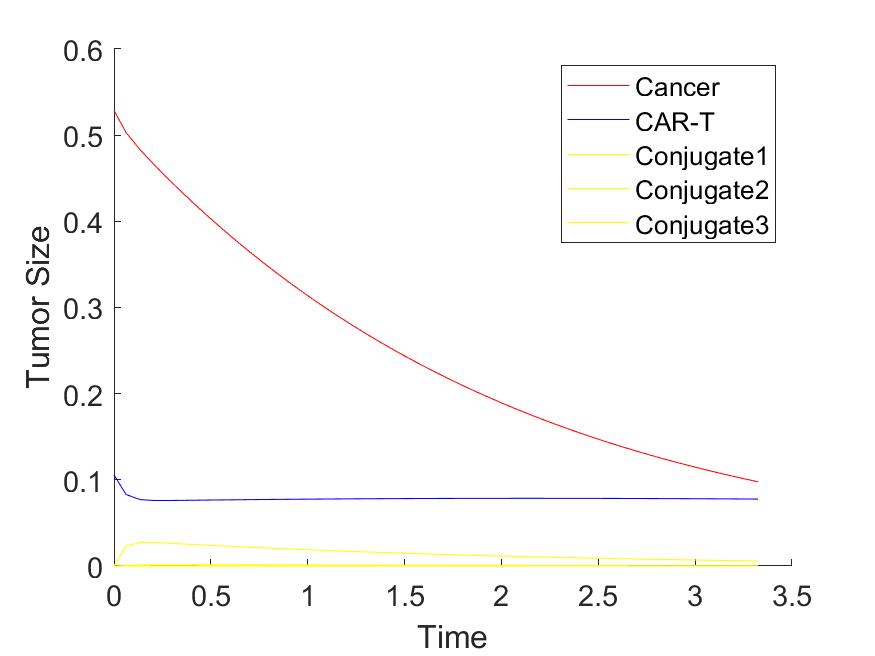 0.6
0.5
0.4
0.3
0.2
0.1
0
Tumor Size
Cancer
CAR-T
Conjugate1
Conjugate2
Conjugate3
0 0.5 1 1.5 2 2.5 3 3.5
Time